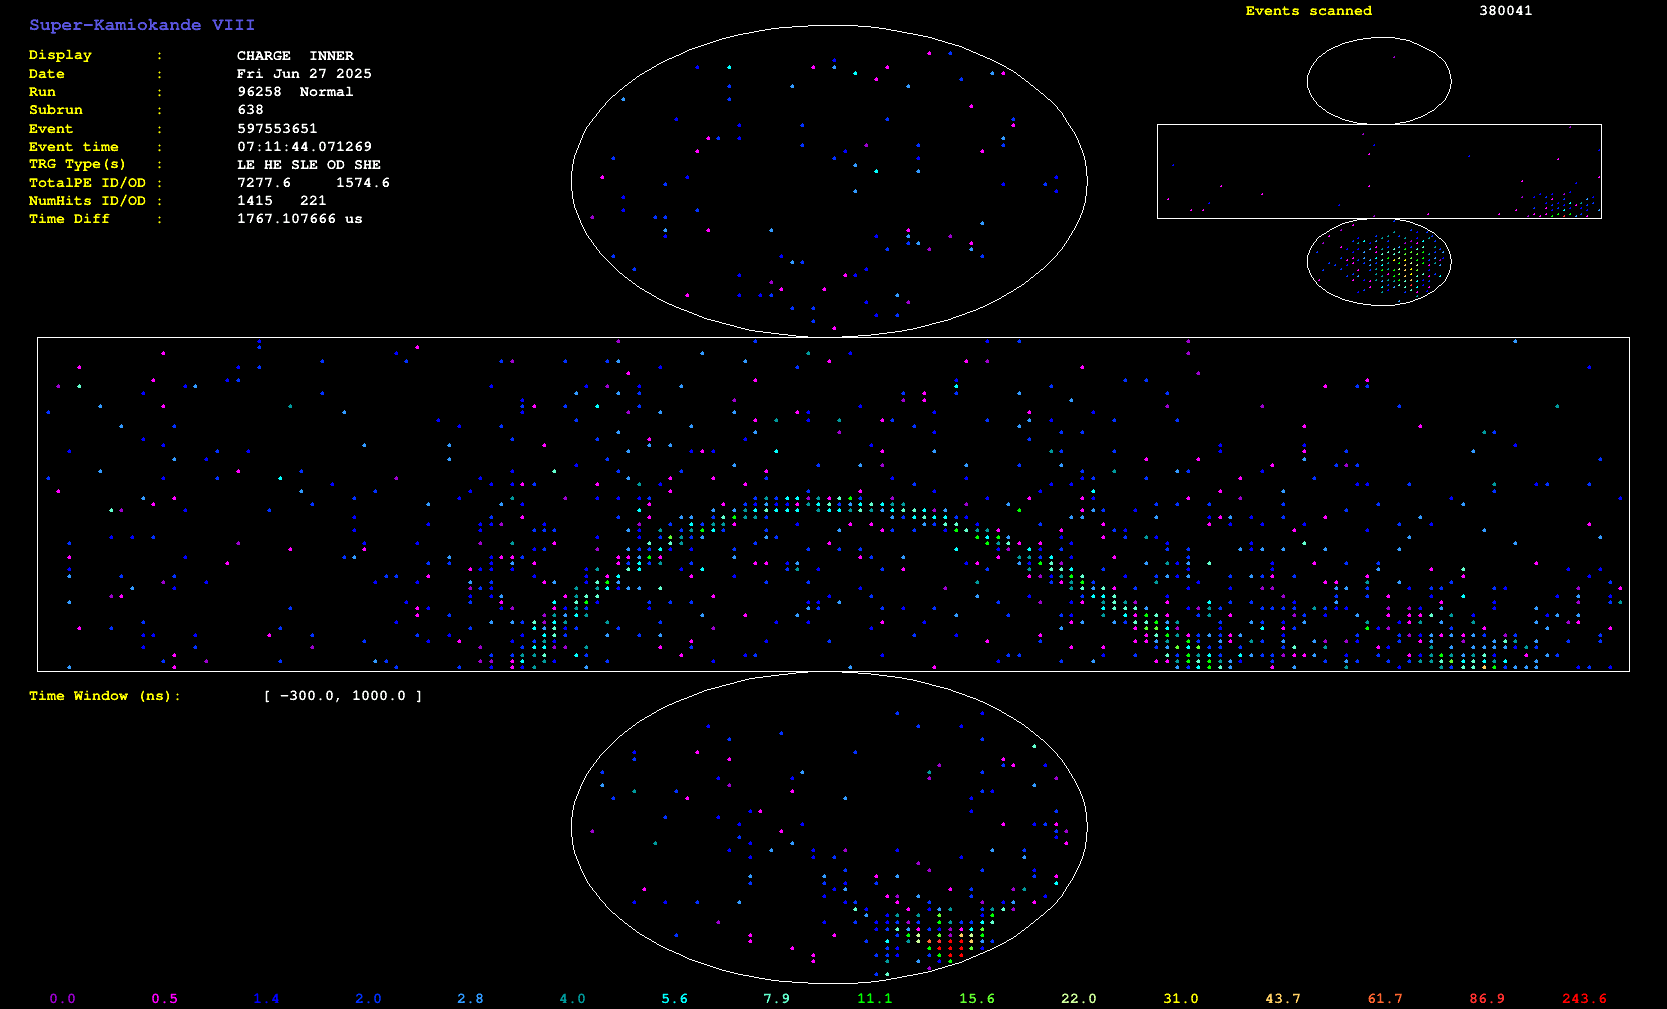 Super-Kamiokande VIII
Events scanned 380041
Display : CHARGE INNER
Date : Fri Jun 27 2025
Run : 96258 Normal
Subrun : 638
Event : 597553651
Event time : 07:11:44.071269
TRG Type(s) : LE HE SLE OD SHE
TotalPE ID/OD : 7277.6 1574.6
NumHits ID/OD : 1415 221
Time Diff : 1767.107666 us
Time Window (ns): [ -300.0, 1000.0 ]
0.0 0.5 1.4 2.0 2.8 4.0 5.6 7.9 11.1 15.6 22.0 31.0 43.7 61.7 86.9 243.6